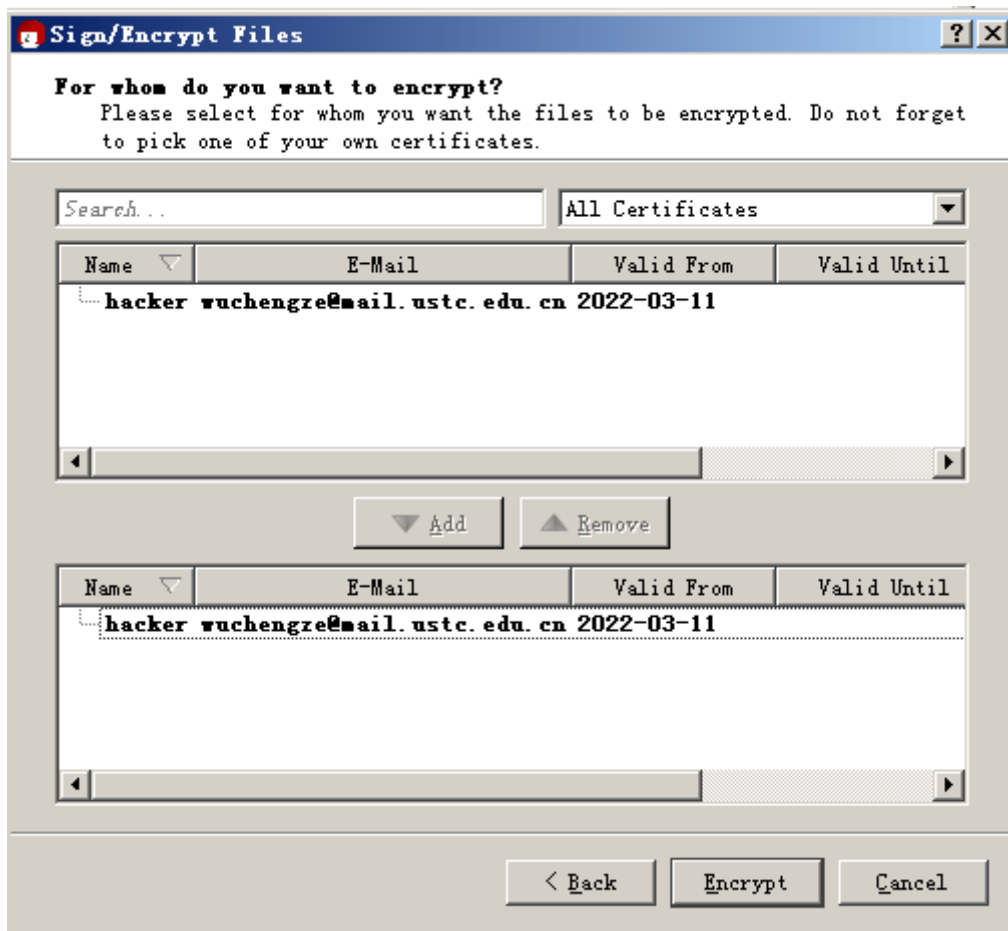 Sign/Encrypt Files
For whom do you want to encrypt?
Please select for whom you want the files to be encrypted. Do not forget
to pick one of your own certificates.
Search...
All Certificates
Name E-Mail Valid From Valid Until
hacker wuchengze@mail.ustc.edu.cn 2022-03-11
Add Remove
Name E-Mail Valid From Valid Until
hacker wuchengze@mail.ustc.edu.cn 2022-03-11
< Back Encrypt Cancel